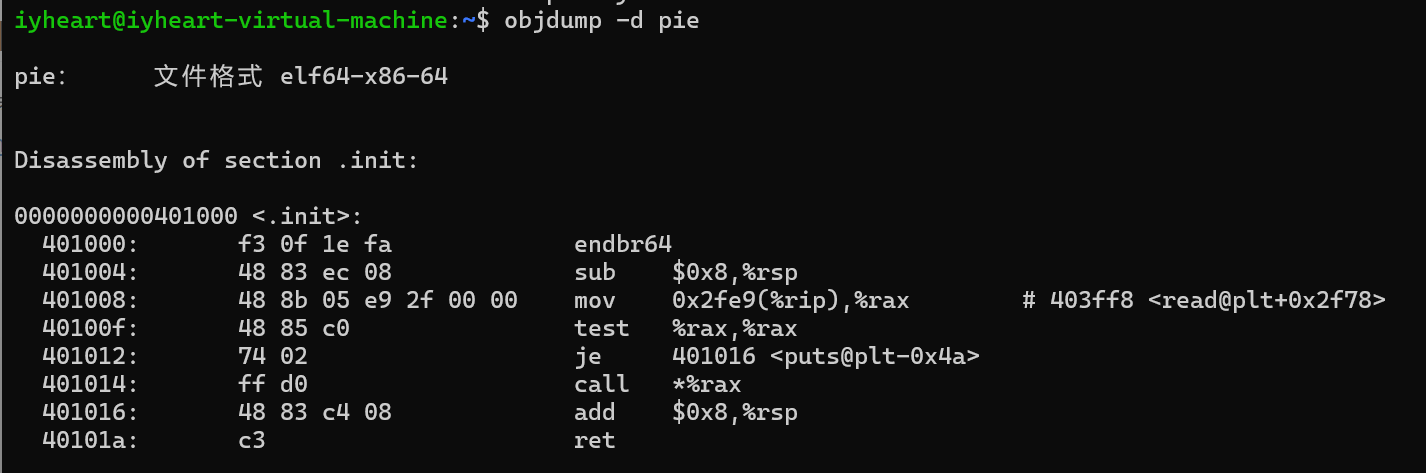 iyheart@iyheart-virtual-machine:~$ objdump -d pie
pie:      文件格式 elf64-x86-64
Disassembly of section .init:
0000000000401000 <.init>:
  401000:       f3 0f 1e fa             endbr64
  401004:       48 83 ec 08             sub    $0x8,%rsp
  401008:       48 8b 05 e9 2f 00 00    mov    0x2fe9(%rip),%rax        # 403ff8 <read@plt+0x2f78>
  40100f:       48 85 c0                test   %rax,%rax
  401012:       74 02                   je     401016 <puts@plt-0x4a>
  401014:       ff d0                   call   *%rax
  401016:       48 83 c4 08             add    $0x8,%rsp
  40101a:       c3                      ret